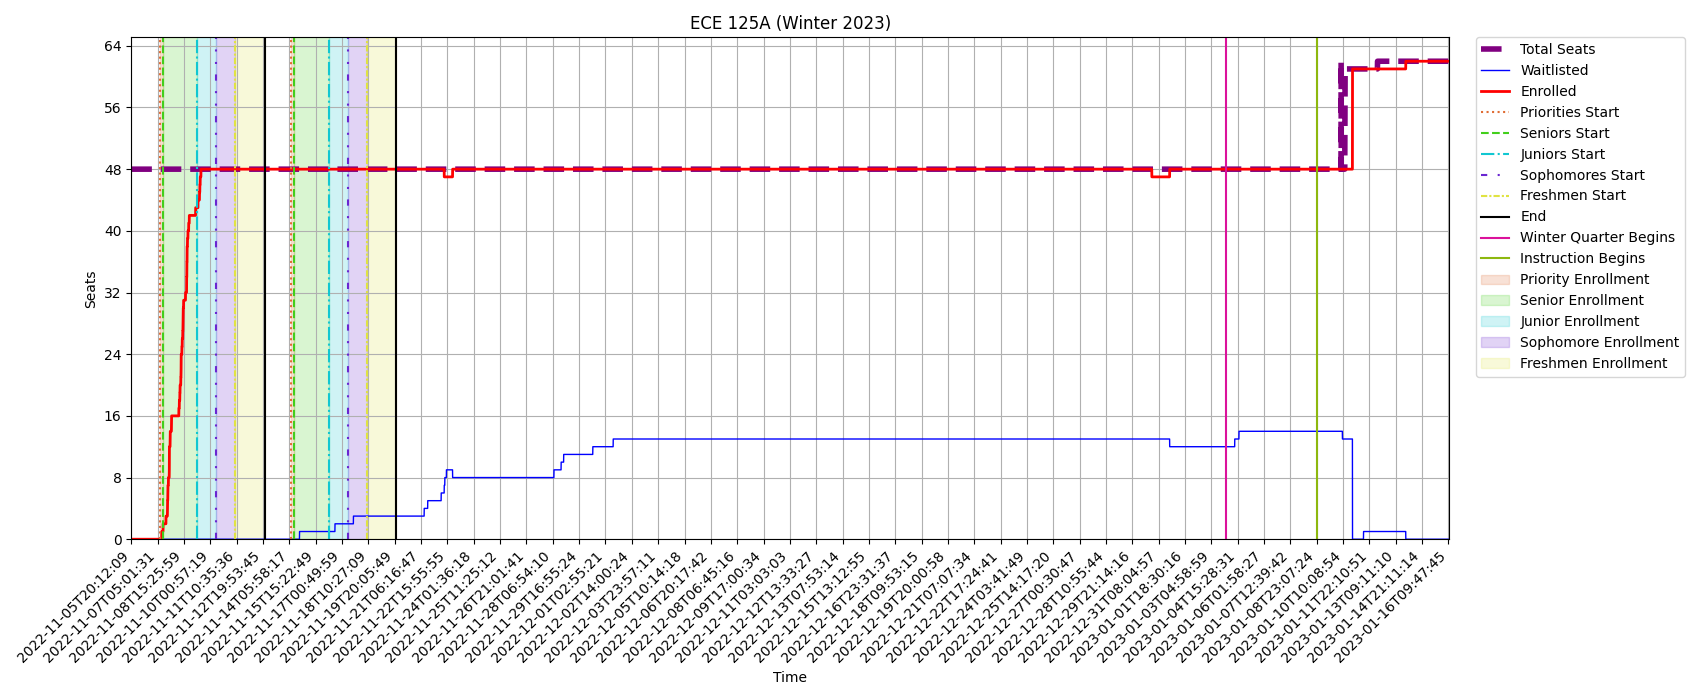 ECE 125A (Winter 2023)
64
56
48
40
32
24
16
8
0
Seats
2022-11-05T20:12:09
2022-11-07T05:01:31
2022-11-08T15:25:59
2022-11-10T00:57:19
2022-11-11T10:35:36
2022-11-12T19:53:45
2022-11-14T05:58:17
2022-11-15T15:22:49
2022-11-17T00:49:59
2022-11-18T10:27:09
2022-11-19T20:05:49
2022-11-21T06:16:47
2022-11-22T15:55:55
2022-11-24T01:36:18
2022-11-25T11:25:12
2022-11-26T21:01:41
2022-11-28T06:54:10
2022-11-29T16:55:24
2022-12-01T02:55:21
2022-12-02T14:00:24
2022-12-03T23:57:11
2022-12-05T10:14:18
2022-12-06T20:17:42
2022-12-08T06:45:16
2022-12-09T17:00:34
2022-12-11T03:03:03
2022-12-12T13:33:27
2022-12-13T07:53:14
2022-12-15T13:12:55
2022-12-16T23:31:37
2022-12-18T09:53:15
2022-12-19T20:00:58
2022-12-21T07:07:34
2022-12-22T17:24:41
2022-12-24T03:41:49
2022-12-25T14:17:20
2022-12-27T00:30:47
2022-12-28T10:55:44
2022-12-29T21:14:16
2022-12-31T08:04:57
2023-01-01T18:30:16
2023-01-03T04:58:59
2023-01-04T15:28:31
2023-01-06T01:58:27
2023-01-07T12:39:42
2023-01-08T23:07:24
2023-01-10T10:08:54
2023-01-11T22:10:51
2023-01-13T09:11:10
2023-01-14T21:11:14
2023-01-16T09:47:45
Time
Total Seats
Waitlisted
Enrolled
Priorities Start
Seniors Start
Juniors Start
Sophomores Start
Freshmen Start
End
Winter Quarter Begins
Instruction Begins
Priority Enrollment
Senior Enrollment
Junior Enrollment
Sophomore Enrollment
Freshmen Enrollment